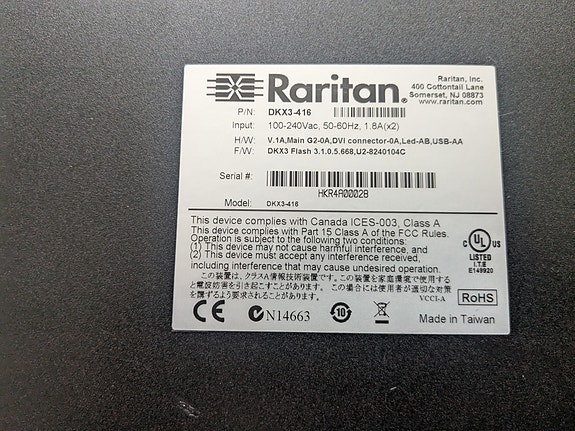 Raritan®
Raritan, Inc.
400 Cottontail Lane
Somerset, NJ 08873
www.raritan.com
P/N: DKX3-416
Input: 100-240Vac, 50-60Hz, 1.8A(x2)
H/W: V.1A,Main G2-0A,DVI connector-0A,Led-AB,USB-AA
F/W: DKX3 Flash 3.1.0.5.668,U2-8240104C
Serial #:
HKR4A0002B
Model: DKX3-416
This device complies with Canada ICES-003, Class A
This device complies with Part 15 Class A of the FCC Rules.
Operation is subject to the following two conditions:
(1) This device may not cause harmful interference, and
(2) This device must accept any interference received,
including interference that may cause undesired operation.
この装置は、クラスA情報技術装置です。この装置を家庭環境で使用する
と電波妨害を引き起こすことがあります。この場合には使用者が適切な対策
を講ずるよう要求されることがあります。 VCCI-A
C UL US
LISTED
I.T.E
E149920
RoHS
CE N14663 10
Made in Taiwan